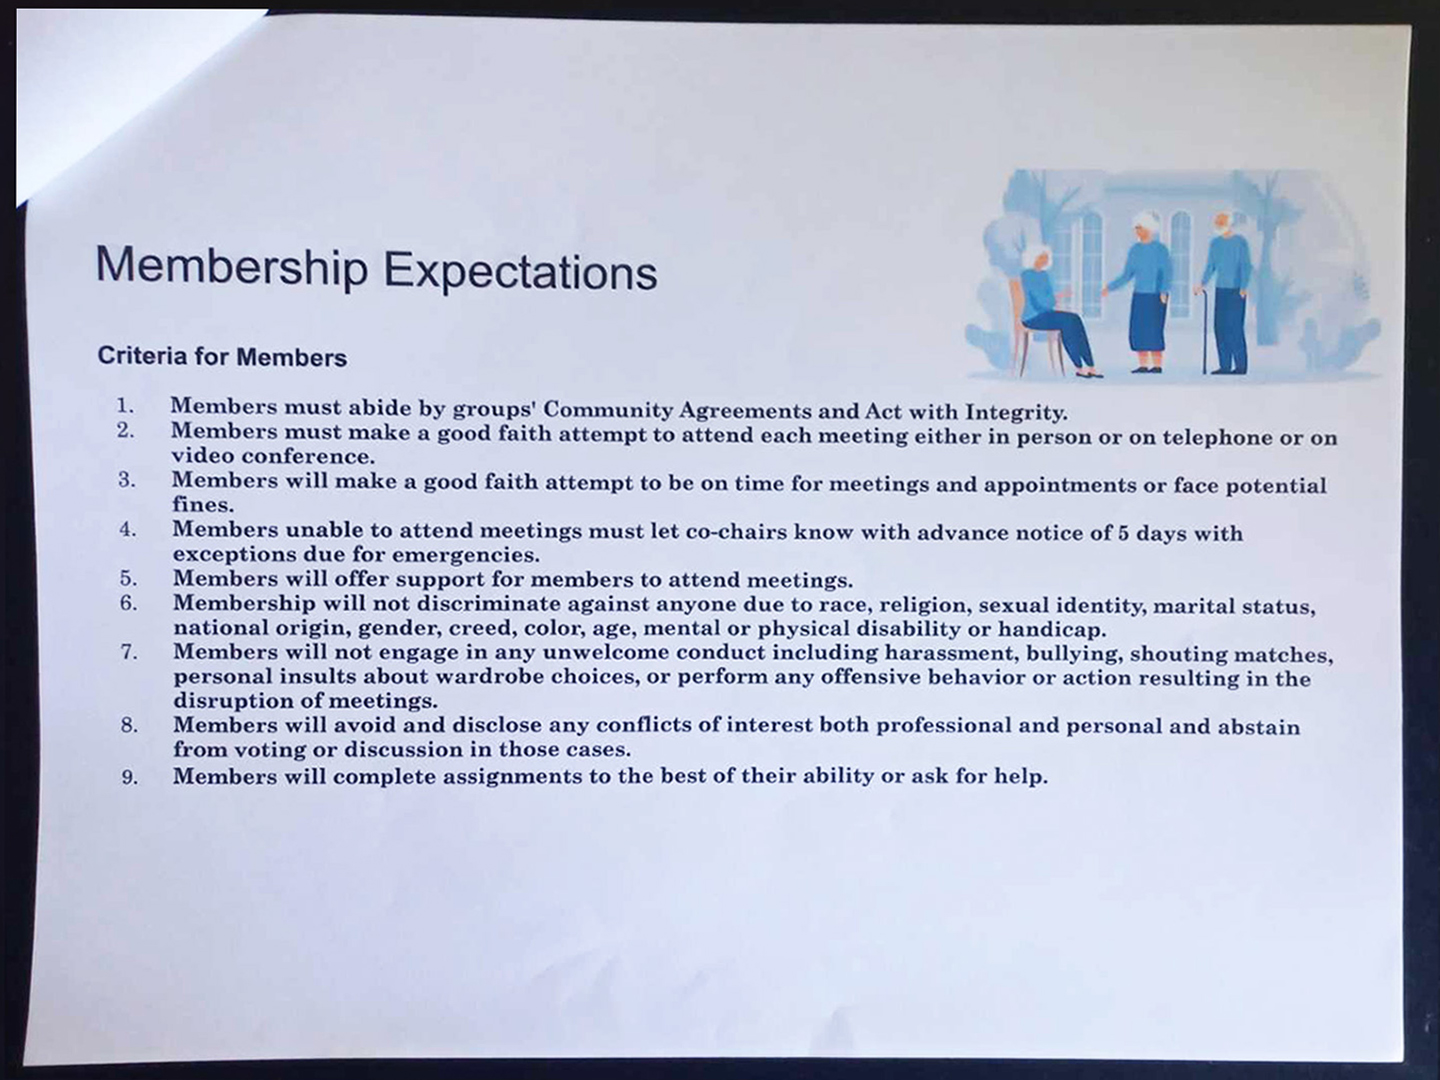 Membership Expectations
Criteria for Members
1. Members must abide by groups' Community Agreements and Act with Integrity.
2. Members must make a good faith attempt to attend each meeting either in person or on telephone or on
video conference.
3. Members will make a good faith attempt to be on time for meetings and appointments or face potential
fines.
4. Members unable to attend meetings must let co-chairs know with advance notice of 5 days with
exceptions due for emergencies.
5. Members will offer support for members to attend meetings.
6. Membership will not discriminate against anyone due to race, religion, sexual identity, marital status,
national origin, gender, creed, color, age, mental or physical disability or handicap.
7. Members will not engage in any unwelcome conduct including harassment, bullying, shouting matches,
personal insults about wardrobe choices, or perform any offensive behavior or action resulting in the
disruption of meetings.
8. Members will avoid and disclose any conflicts of interest both professional and personal and abstain
from voting or discussion in those cases.
9. Members will complete assignments to the best of their ability or ask for help.